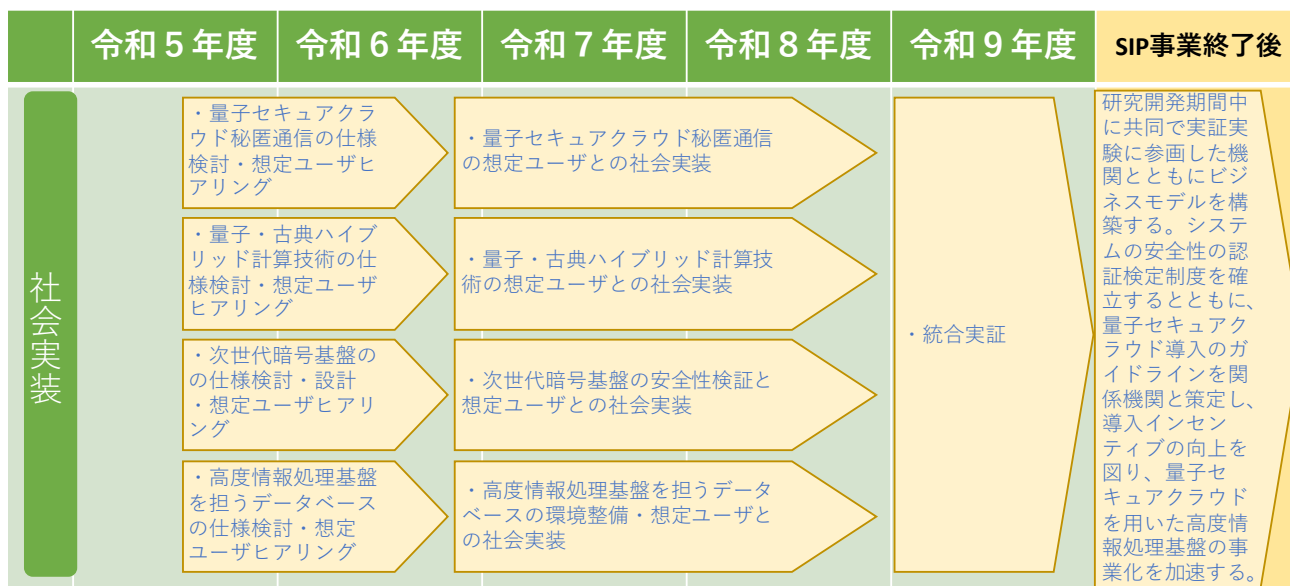 令和５年度
令和６年度
令和７年度
令和８年度
令和９年度
SIP事業終了後
社会実装
・量子セキュアクラ
ウド秘匿通信の仕様
検討・想定ユーザヒ
アリング
・量子セキュアクラウド秘匿通信
の想定ユーザとの社会実装
・量子・古典ハイブ
リッド計算技術の仕
様検討・想定ユーザ
ヒアリング
・量子・古典ハイブリッド計算技
術の想定ユーザとの社会実装
・次世代暗号基盤の
の仕様検討・設計
・想定ユーザヒアリ
ング
・次世代暗号基盤の安全性検証と
想定ユーザとの社会実装
・高度情報処理基盤
を担うデータベース
の仕様検討・想定
ユーザヒアリング
・高度情報処理基盤を担うデータ
ベースの環境整備・想定ユーザと
の社会実装
・統合実証
研究開発期間中
に共同で実証実
験に参画した機
関とともにビジ
ネスモデルを構
築する。システ
ムの安全性の認
証検定制度を確
立するとともに、
量子セキュアク
ラウド導入のガ
イドラインを関
係機関と策定し、
導入インセン
ティブの向上を
図り、量子セ
キュアクラウド
を用いた高度情
報処理基盤の事
業化を加速する。